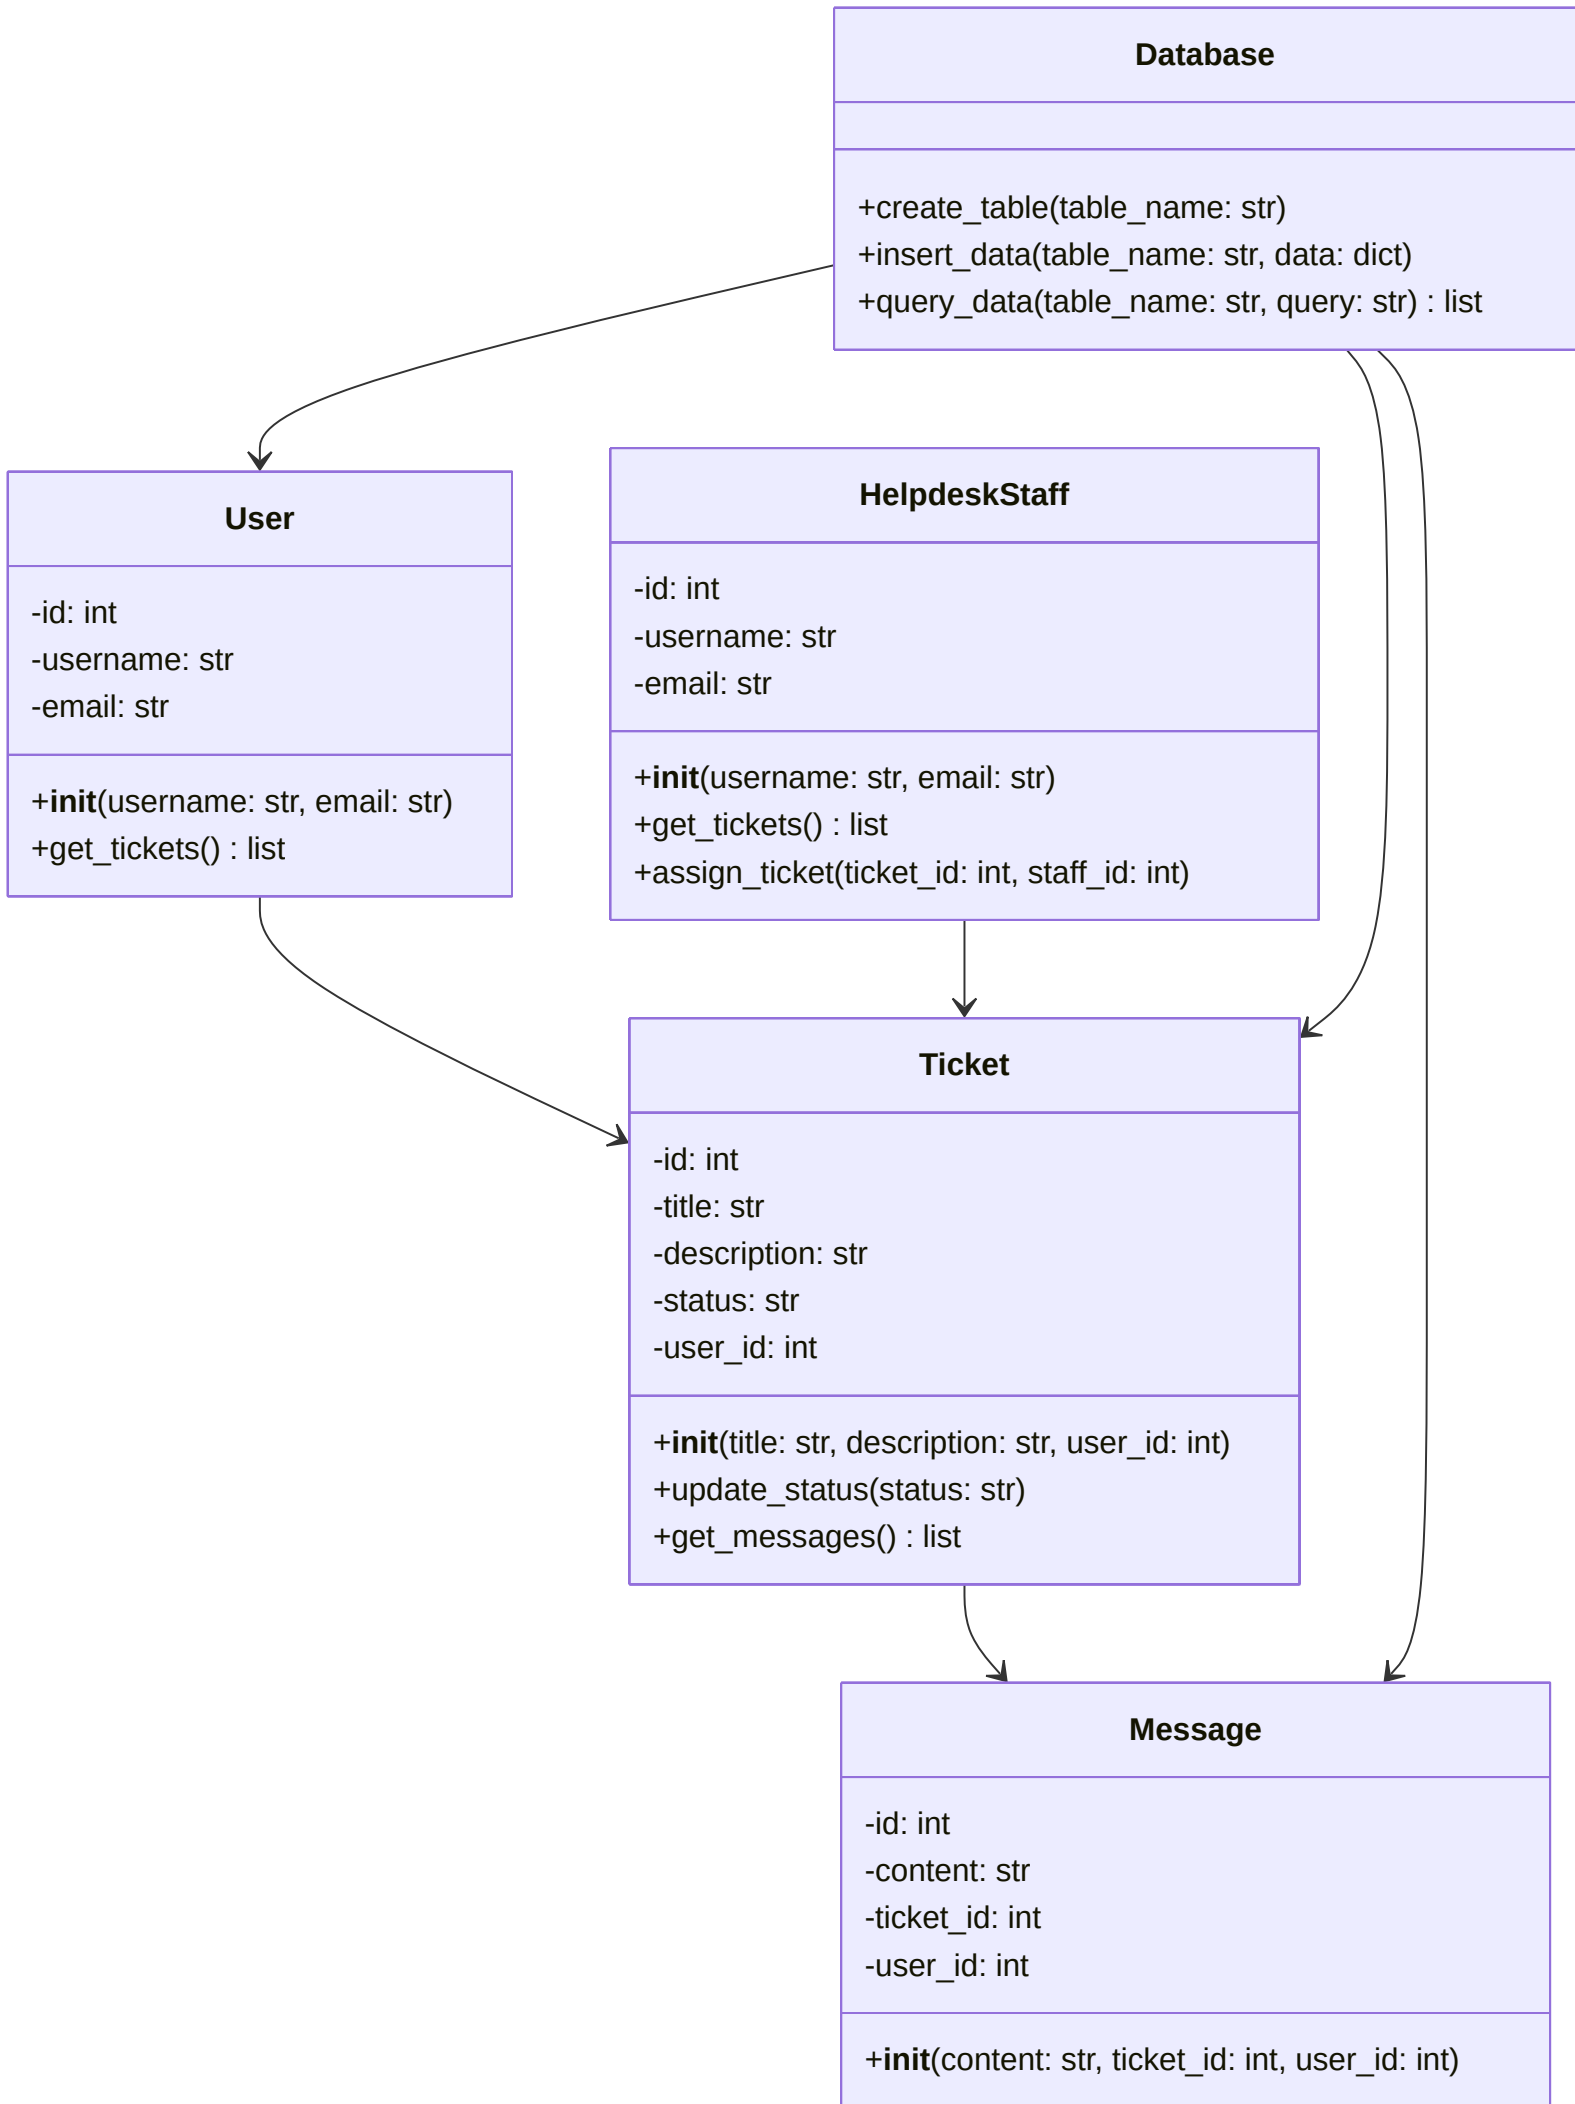 Database
+create_table(table_name: str)
+insert_data(table_name: str, data: dict)
+query_data(table_name: str, query: str) : list
User
-id: int
-username: str
-email: str
+init(username: str, email: str)
+get_tickets() : list
HelpdeskStaff
-id: int
-username: str
-email: str
+init(username: str, email: str)
+get_tickets() : list
+assign_ticket(ticket_id: int, staff_id: int)
Ticket
-id: int
-title: str
-description: str
-status: str
-user_id: int
+init(title: str, description: str, user_id: int)
+update_status(status: str)
+get_messages() : list
Message
-id: int
-content: str
-ticket_id: int
-user_id: int
+init(content: str, ticket_id: int, user_id: int)